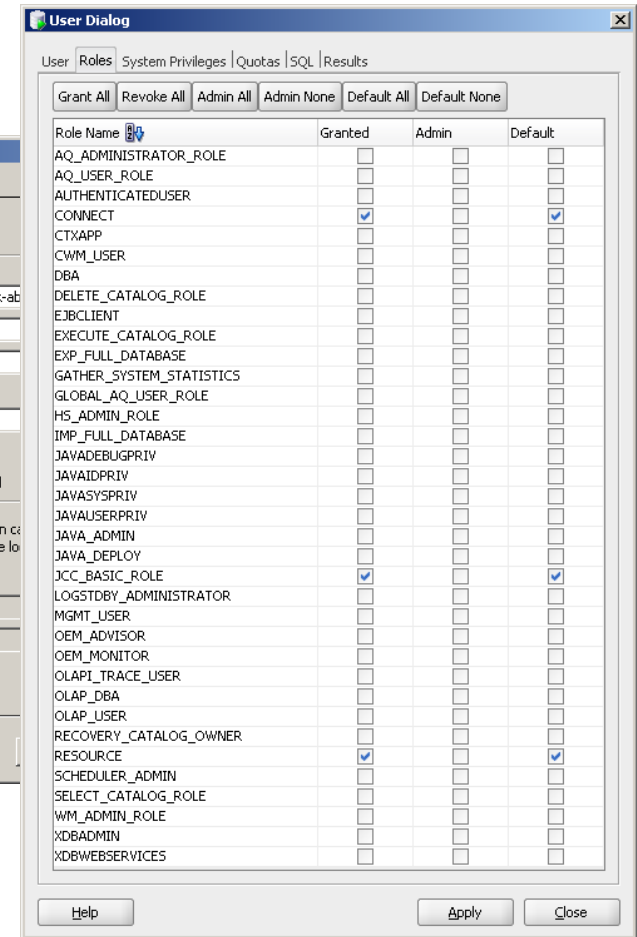 User Dialog
User Roles System Privileges Quotas SQL Results
Grant All Revoke All Admin All Admin None Default All Default None
Role Name Granted Admin Default
AQ_ADMINISTRATOR_ROLE
AQ_USER_ROLE
AUTHENTICATEDUSER
CONNECT
CTXAPP
CWM_USER
DBA
DELETE_CATALOG_ROLE
EJBCLIENT
EXECUTE_CATALOG_ROLE
EXP_FULL_DATABASE
GATHER_SYSTEM_STATISTICS
GLOBAL_AQ_USER_ROLE
HS_ADMIN_ROLE
IMP_FULL_DATABASE
JAVADEBUGPRIV
JAVAIDPRIV
JAVASYSPRIV
JAVAUSERPRIV
JAVA_ADMIN
JAVA_DEPLOY
JCC_BASIC_ROLE
LOGSTDBY_ADMINISTRATOR
MGMT_USER
OEM_ADVISOR
OEM_MONITOR
OLAPI_TRACE_USER
OLAP_DBA
OLAP_USER
RECOVERY_CATALOG_OWNER
RESOURCE
SCHEDULER_ADMIN
SELECT_CATALOG_ROLE
WM_ADMIN_ROLE
XDBADMIN
XDBWEBSERVICES
Help Apply Close